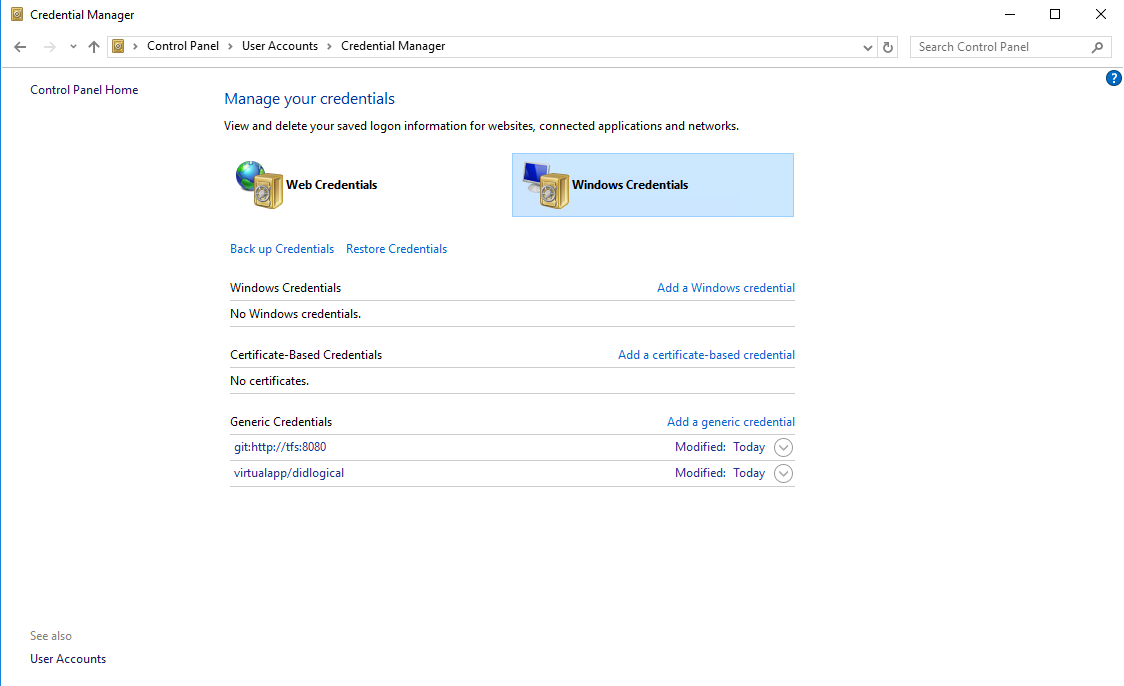 Credential Manager
Control Panel › User Accounts › Credential Manager
Search Control Panel
?
Control Panel Home
Manage your credentials
View and delete your saved logon information for websites, connected applications and networks.
Web Credentials
Windows Credentials
Back up Credentials Restore Credentials
Windows Credentials Add a Windows credential
No Windows credentials.
Certificate-Based Credentials Add a certificate-based credential
No certificates.
Generic Credentials Add a generic credential
git:http://tfs:8080 Modified: Today
virtualapp/didlogical Modified: Today
See also
User Accounts